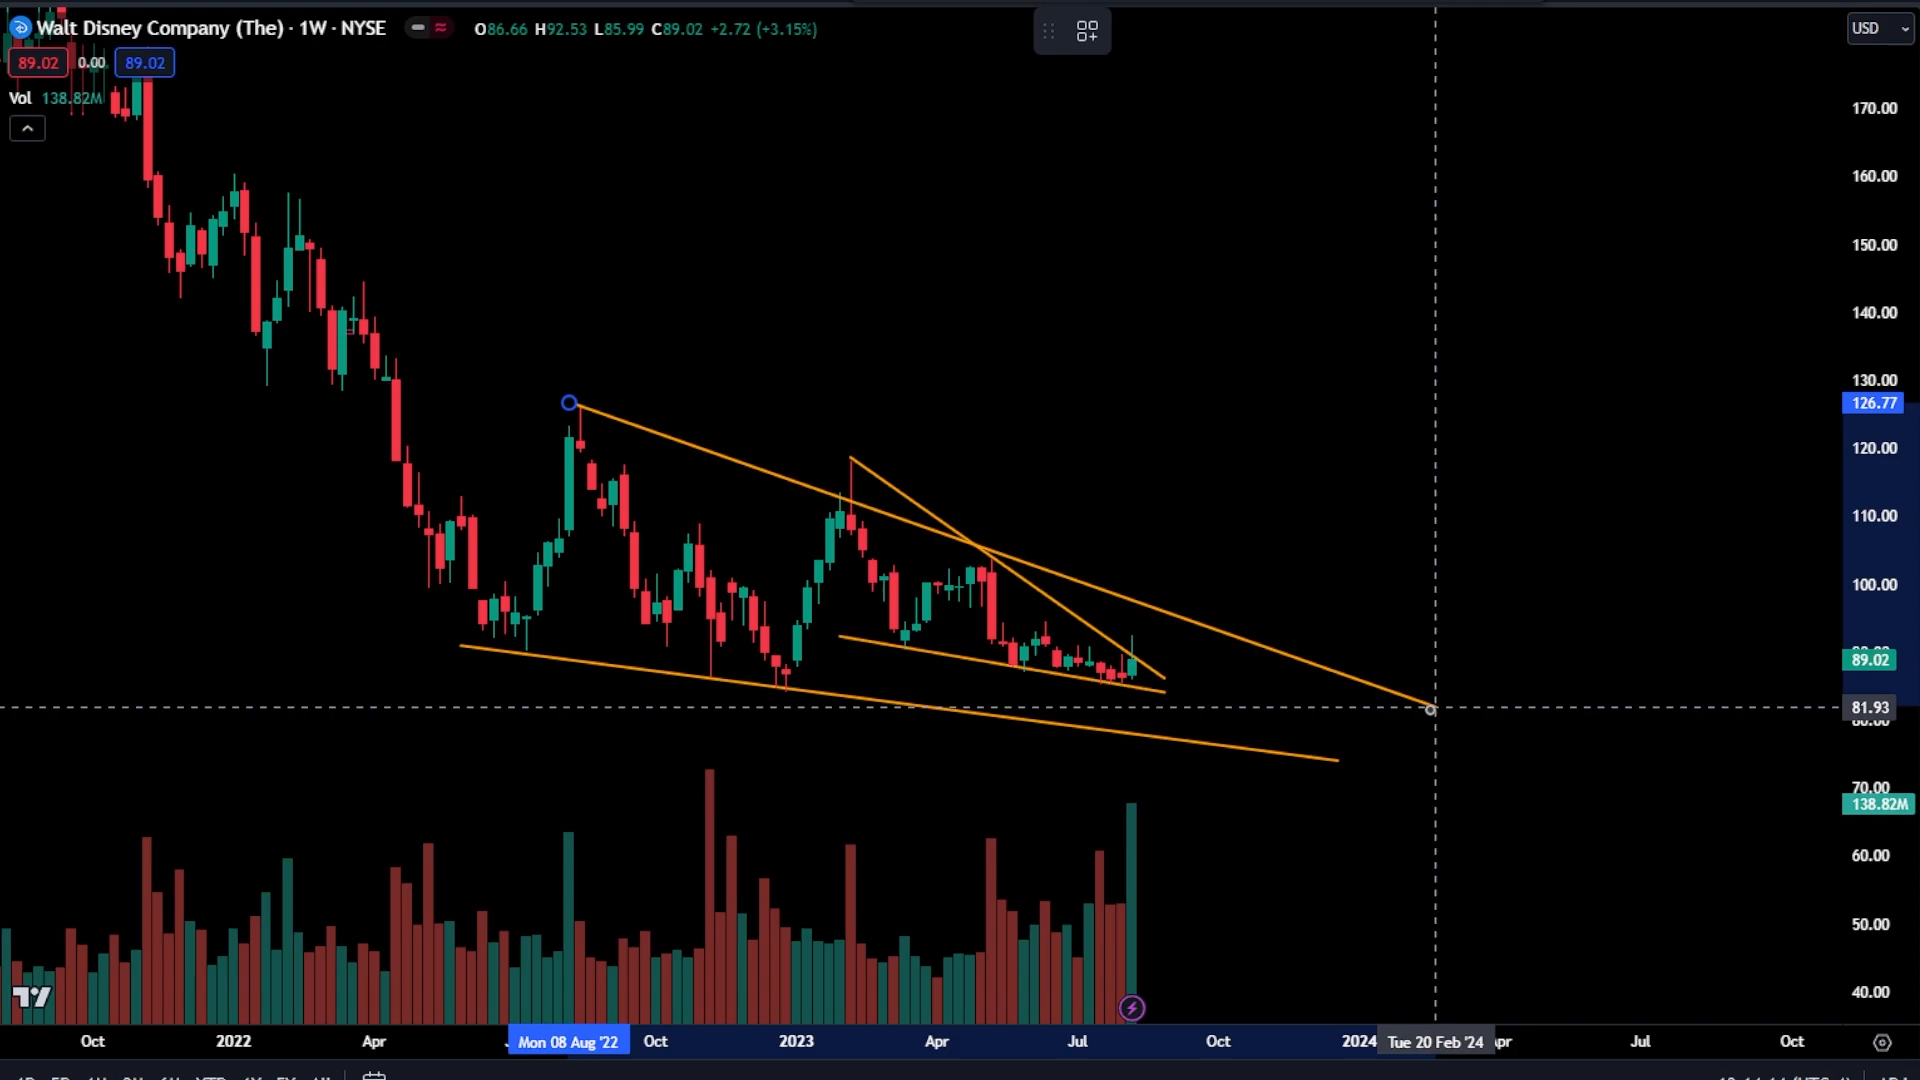 Walt Disney Company (The) · 1W · NYSE O86.66 H92.53 L85.99 C89.02 +2.72 (+3.15%)
USD
89.02 0.00 89.02
Vol 138.82M
170.00
160.00
150.00
140.00
130.00
126.77
120.00
110.00
100.00
89.02
81.93
70.00
138.82M
60.00
50.00
40.00
Oct 2022 Apr Mon 08 Aug '22 Oct 2023 Apr Jul Oct 2024 Tue 20 Feb '24 Jul Oct